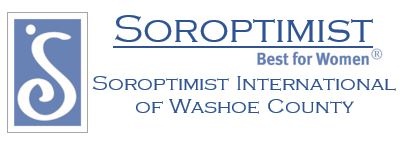 SOROPTIMIST
Best for Women®
SOROPTIMIST INTERNATIONAL
OF WASHOE COUNTY